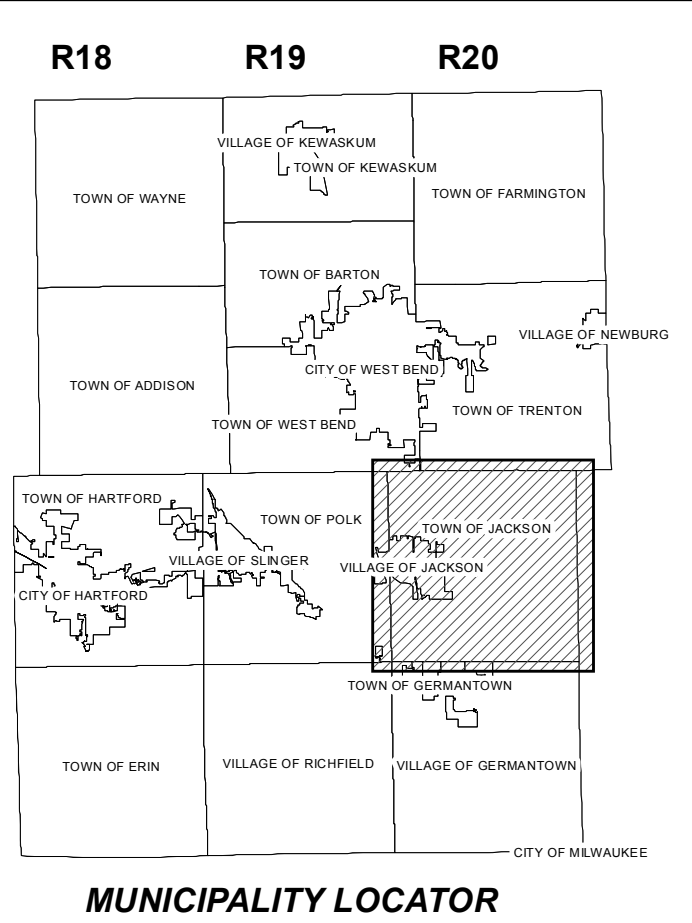 R18 R19 R20
VILLAGE OF KEWASKUM
TOWN OF KEWASKUM
TOWN OF WAYNE
TOWN OF FARMINGTON
TOWN OF BARTON
VILLAGE OF NEWBURG
CITY OF WEST BEND
TOWN OF ADDISON
TOWN OF TRENTON
TOWN OF WEST BEND
TOWN OF HARTFORD
TOWN OF POLK
TOWN OF JACKSON
VILLAGE OF SLINGER
VILLAGE OF JACKSON
CITY OF HARTFORD
TOWN OF GERMANTOWN
TOWN OF ERIN
VILLAGE OF RICHFIELD
VILLAGE OF GERMANTOWN
CITY OF MILWAUKEE
MUNICIPALITY LOCATOR